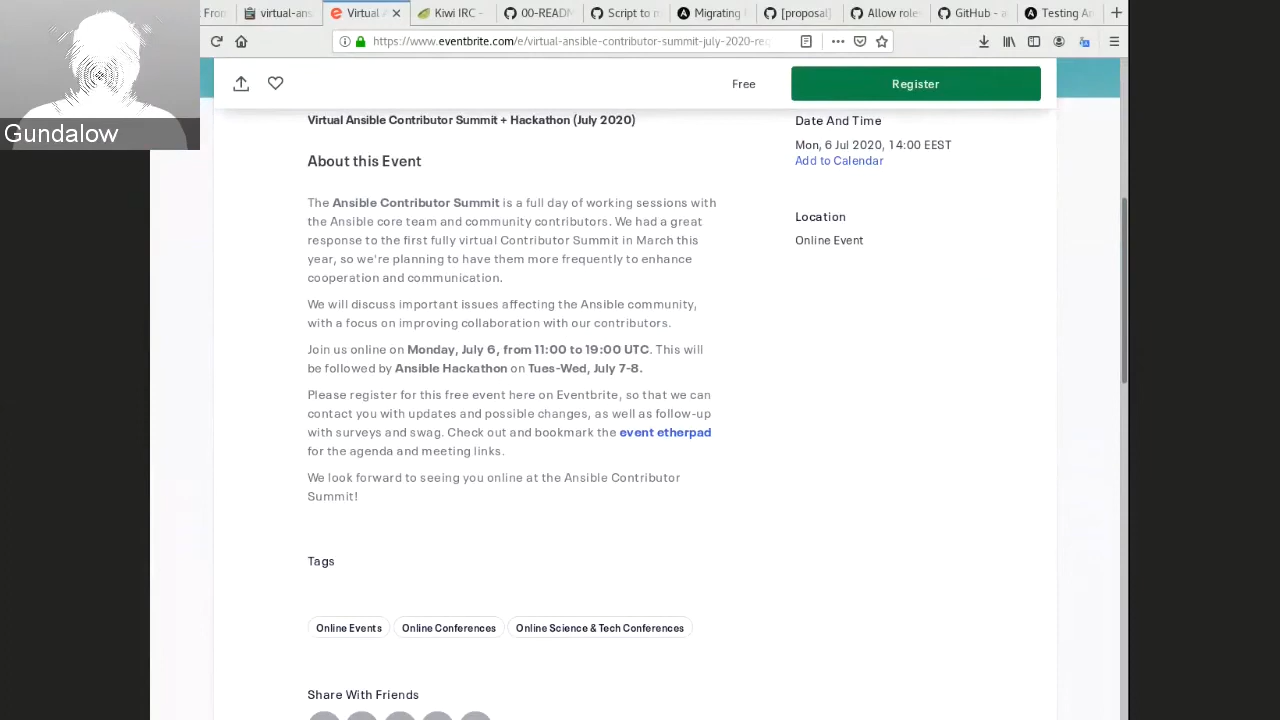 From
virtual-ans
Virtual A
Kiwi IRC -
00-READM
Script to m
Migrating
[proposal]
Allow role
GitHub - a
Testing An
https://www.eventbrite.com/e/virtual-ansible-contributor-summit-july-2020-re
Gundalow
Free
Register
Virtual Ansible Contributor Summit + Hackathon (July 2020)
About this Event
The Ansible Contributor Summit is a full day of working sessions with
the Ansible core team and community contributors. We had a great
response to the first fully virtual Contributor Summit in March this
year, so we're planning to have them more frequently to enhance
cooperation and communication.
We will discuss important issues affecting the Ansible community,
with a focus on improving collaboration with our contributors.
Join us online on Monday, July 6, from 11:00 to 19:00 UTC. This will
be followed by Ansible Hackathon on Tues-Wed, July 7-8.
Please register for this free event here on Eventbrite, so that we can
contact you with updates and possible changes, as well as follow-up
with surveys and swag. Check out and bookmark the event etherpad
for the agenda and meeting links.
We look forward to seeing you online at the Ansible Contributor
Summit!
Date And Time
Mon, 6 Jul 2020, 14:00 EEST
Add to Calendar
Location
Online Event
Tags
Online Events
Online Conferences
Online Science & Tech Conferences
Share With Friends